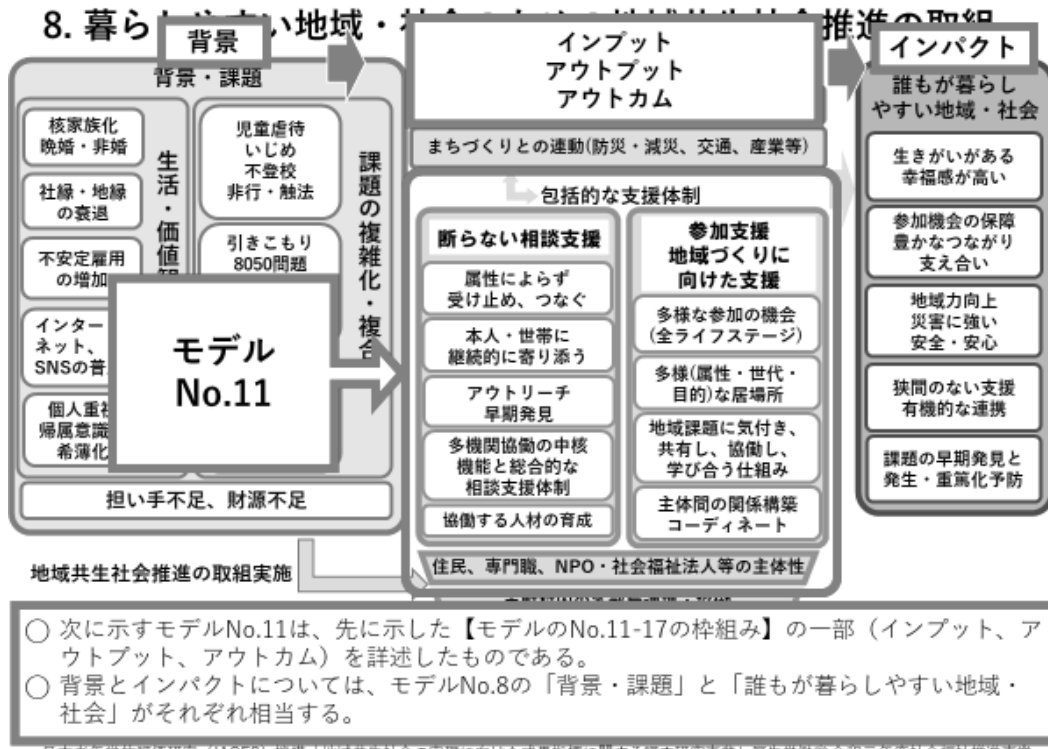 8. 暮らしやすい地域・社会のための地域共生社会推進の取組
背景
インプット
アウトプット
アウトカム
インパクト
背景・課題
核家族化
晩婚・非婚
社縁・地縁
の衰退
不安定雇用
の増加
インター
ネット、
SNSの普
個人重視
帰属意識
希薄化
生活・価値観
児童虐待
いじめ
不登校
非行・触法
引きこもり
8050問題
課題の複雑化・複合
モデル
No.11
担い手不足、財源不足
地域共生社会推進の取組実施
まちづくりとの連動(防災・減災、交通、産業等)
包括的な支援体制
断らない相談支援
属性によらず
受け止め、つなぐ
本人・世帯に
継続的に寄り添う
アウトリーチ
早期発見
多機関協働の中核
機能と総合的な
相談支援体制
協働する人材の育成
参加支援
地域づくりに
向けた支援
多様な参加の機会
(全ライフステージ)
多様(属性・世代・
目的)な居場所
地域課題に気付き、
共有し、協働し、
学び合う仕組み
主体間の関係構築
コーディネート
住民、専門職、NPO・社会福祉法人等の主体性
誰もが暮らし
やすい地域・社会
生きがいがある
幸福感が高い
参加機会の保障
豊かなつながり
支え合い
地域力向上
災害に強い
安全・安心
狭間のない支援
有機的な連携
課題の早期発見と
発生・重篤化予防
○ 次に示すモデルNo.11は、先に示した【モデルのNo.11-17の枠組み】の一部（インプット、ア
ウトプット、アウトカム）を詳述したものである。
○ 背景とインパクトについては、モデルNo.8の「背景・課題」と「誰もが暮らしやすい地域・
社会」がそれぞれ相当する。